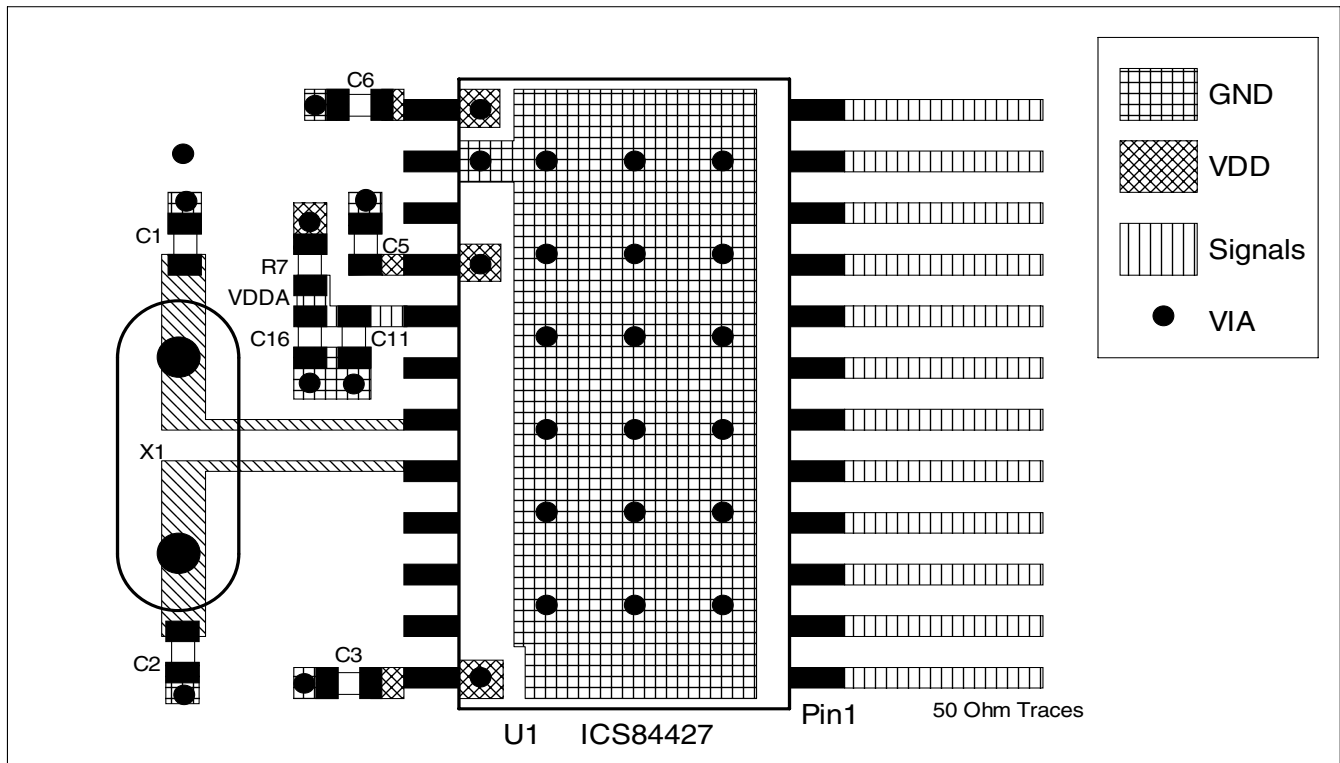 C6
GND
VDD
C1
C5
Signals
R7
VDDA
VIA
C16
C11
X1
C2
C3
Pin1
50 Ohm Traces
U1 ICS84427